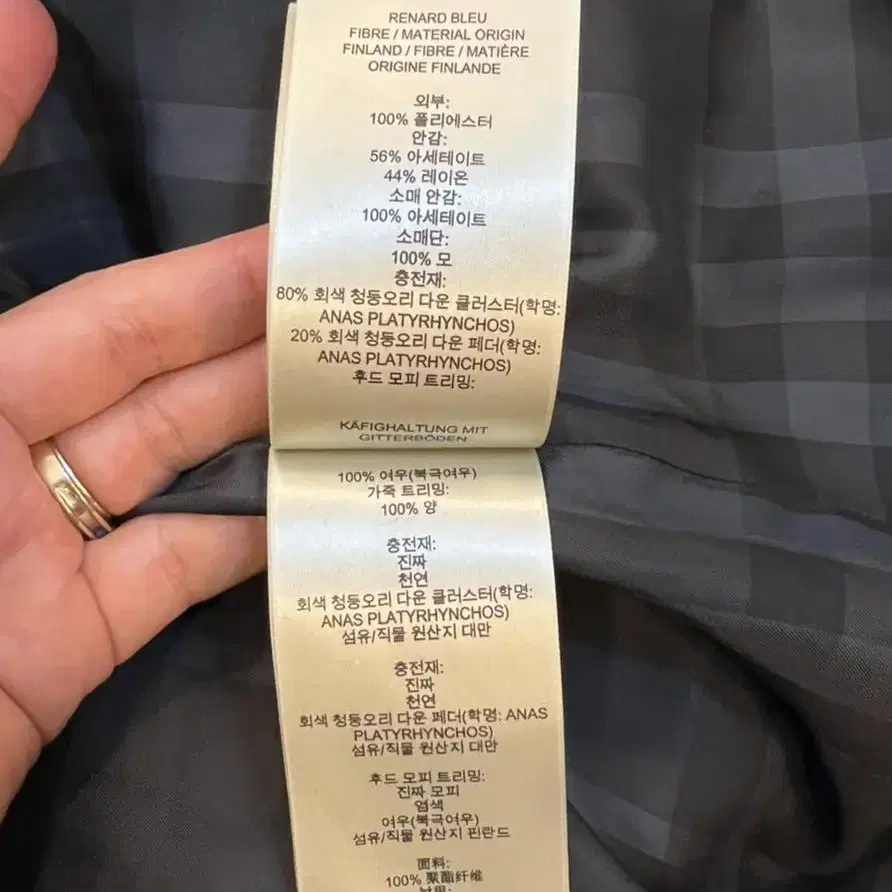 RENARD BLEU
FIBRE / MATERIAL ORIGIN
FINLAND / FIBRE / MATIÈRE
ORIGINE FINLANDE
외부:
100% 폴리에스터
안감:
56% 아세테이트
44% 레이온
소매 안감:
100% 아세테이트
소매단:
100% 모
충전재:
80% 회색 청둥오리 다운 클러스터(학명:
ANAS PLATYRHYNCHOS)
20% 회색 청둥오리 다운 페더(학명:
ANAS PLATYRHYNCHOS)
후드 모피 트리밍:
KÄFIGHALTUNG MIT
GITTERBÖDEN
100% 여우(북극여우)
가죽 트리밍:
100% 양
충전재:
진짜
천연
회색 청둥오리 다운 클러스터(학명:
ANAS PLATYRHYNCHOS)
섬유/직물 원산지 대만
충전재:
진짜
천연
회색 청둥오리 다운 페더(학명: ANAS
PLATYRHYNCHOS)
섬유/직물 원산지 대만
후드 모피 트리밍:
진짜 모피
염색
여우(북극여우)
섬유/직물 원산지 핀란드
面料:
100% 聚酯纤维